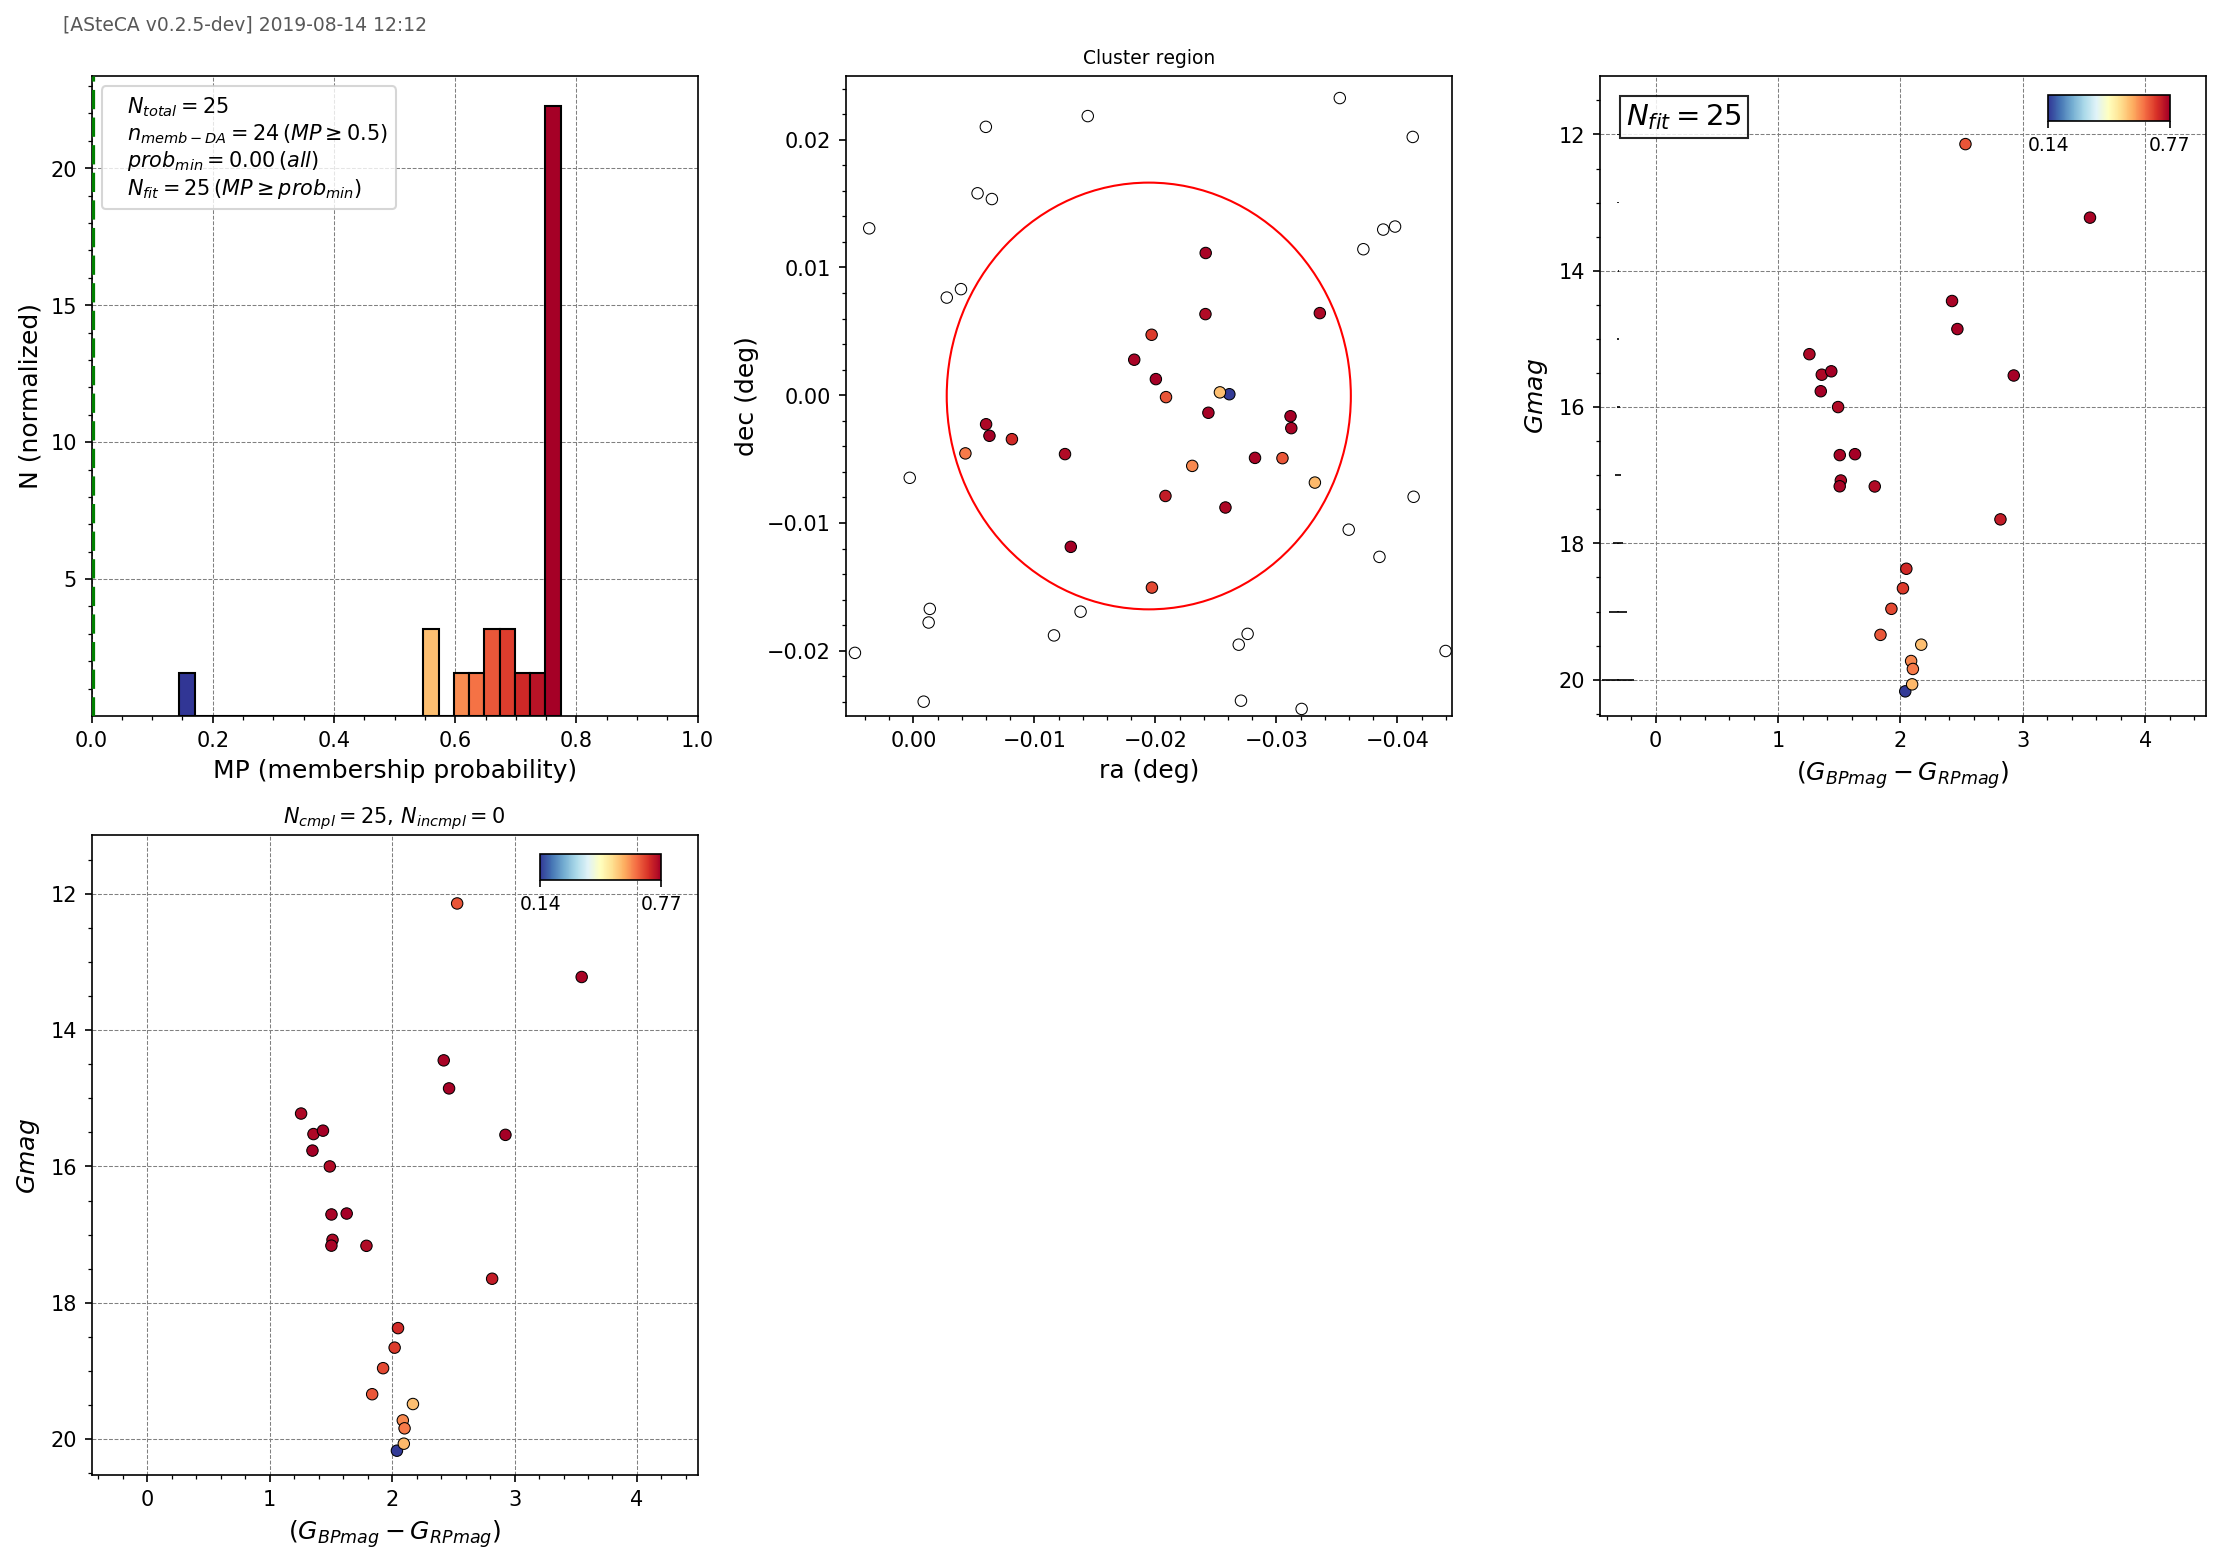 [ASteCA v0.2.5-dev] 2019-08-14 12:12
N_total = 25
n_memb−DA = 24 (MP ≥ 0.5)
prob_min = 0.00 (all)
N_fit = 25 (MP ≥ prob_min)
20
15
10
5
N (normalized)
0.0 0.2 0.4 0.6 0.8 1.0
MP (membership probability)
Cluster region
0.02
0.01
0.00
−0.01
−0.02
dec (deg)
0.00 −0.01 −0.02 −0.03 −0.04
ra (deg)
N_fit = 25
0.14 0.77
12
14
16
18
20
Gmag
0 1 2 3 4
(G_BPmag − G_RPmag)
N_cmpl = 25, N_incmpl = 0
0.14 0.77
12
14
16
18
20
Gmag
0 1 2 3 4
(G_BPmag − G_RPmag)